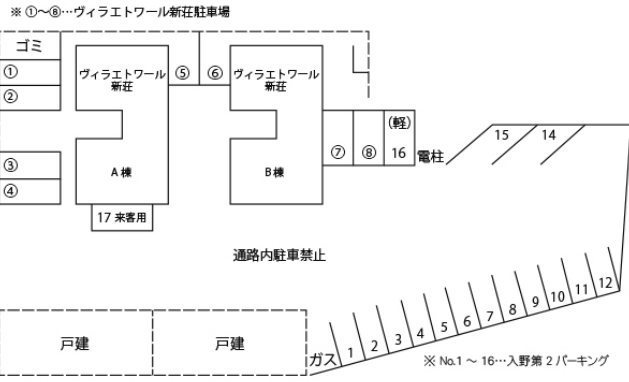 ※ ①〜⑧…ヴィラエトワール新荘駐車場
ゴミ
①
②
③
④
ヴィラエトワール
新荘
A 棟
17 来客用
⑤
⑥
ヴィラエトワール
新荘
B 棟
⑦
⑧
(軽)
16
電柱
15
14
通路内駐車禁止
戸建
戸建
ガス
1
2
3
4
5
6
7
8
9
10
11
12
※ No.1 〜 16…入野第 2 パーキング